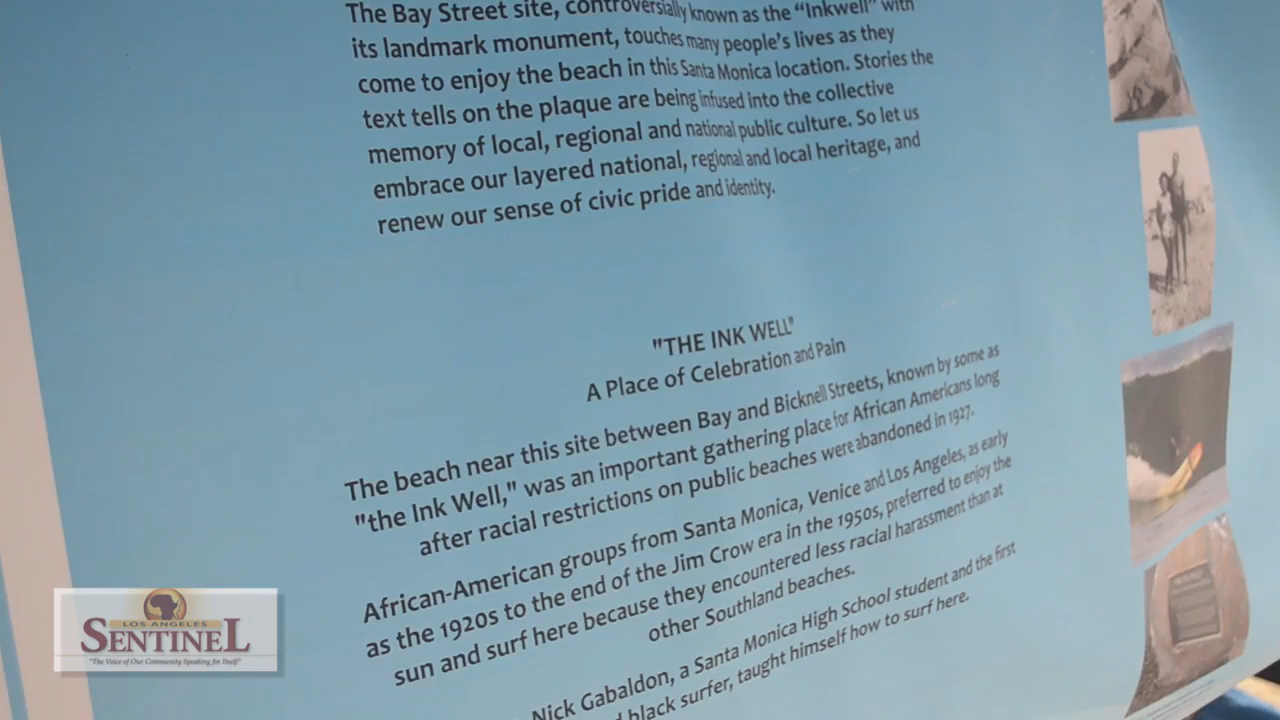 The Bay Street site, controversially known as the “Inkwell” with
its landmark monument, touches many people's lives as they
come to enjoy the beach in this Santa Monica location. Stories the
text tells on the plaque are being infused into the collective
memory of local, regional and national public culture. So let us
embrace our layered national, regional and local heritage, and
renew our sense of civic pride and identity.
"THE INK WELL"
A Place of Celebration and Pain
The beach near this site between Bay and Bicknell Streets, known by some as
"the Ink Well," was an important gathering place for African Americans long
after racial restrictions on public beaches were abandoned in 1927.
African-American groups from Santa Monica, Venice and Los Angeles, as early
as the 1920s to the end of the Jim Crow era in the 1950s, preferred to enjoy the
sun and surf here because they encountered less racial harassment than at
other Southland beaches.
Nick Gabaldon, a Santa Monica High School student and the first
black surfer, taught himself how to surf here.
LOS ANGELES
SENTINEL
"The Voice of Our Community Speaking for Itself"